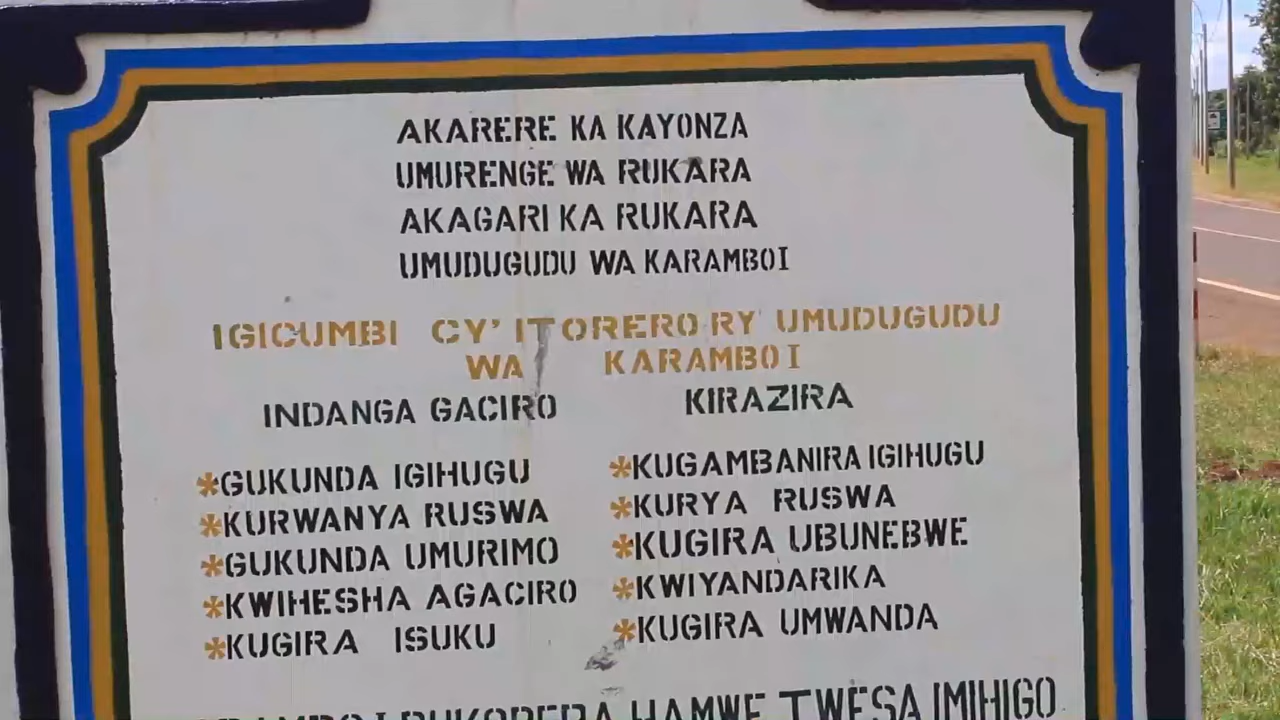 AKARERE KA KAYONZA
UMURENGE WA RUKARA
AKAGARI KA RUKARA
UMUDUGUDU WA KARAMBO I
IGICUMBI CY' ITORERO RY UMUDUGUDU
WA KARAMBO I
INDANGA GACIRO KIRAZIRA
*GUKUNDA IGIHUGU *KUGAMBANIRA IGIHUGU
*KURWANYA RUSWA *KURYA RUSWA
*GUKUNDA UMURIMO *KUGIRA UBUNEBWE
*KWIHESHA AGACIRO *KWIYANDARIKA
*KUGIRA ISUKU *KUGIRA UMWANDA
HAMWE TWESA IMIHIGO